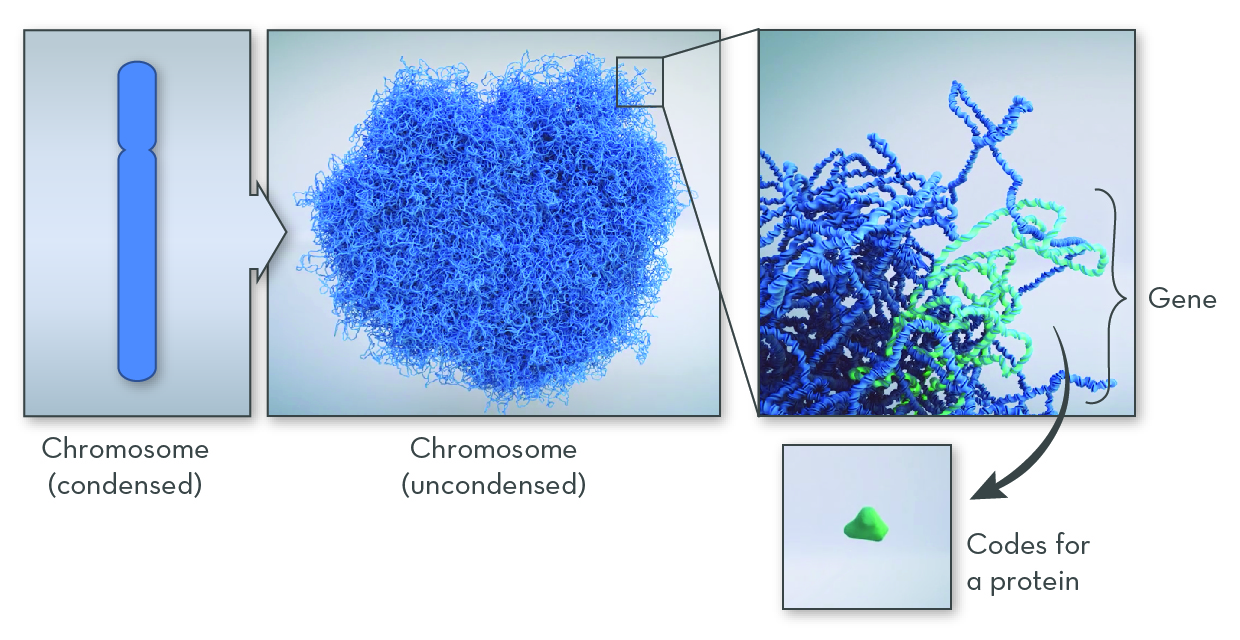 Chromosome
(condensed)
Chromosome
(uncondensed)
Gene
Codes for
a protein